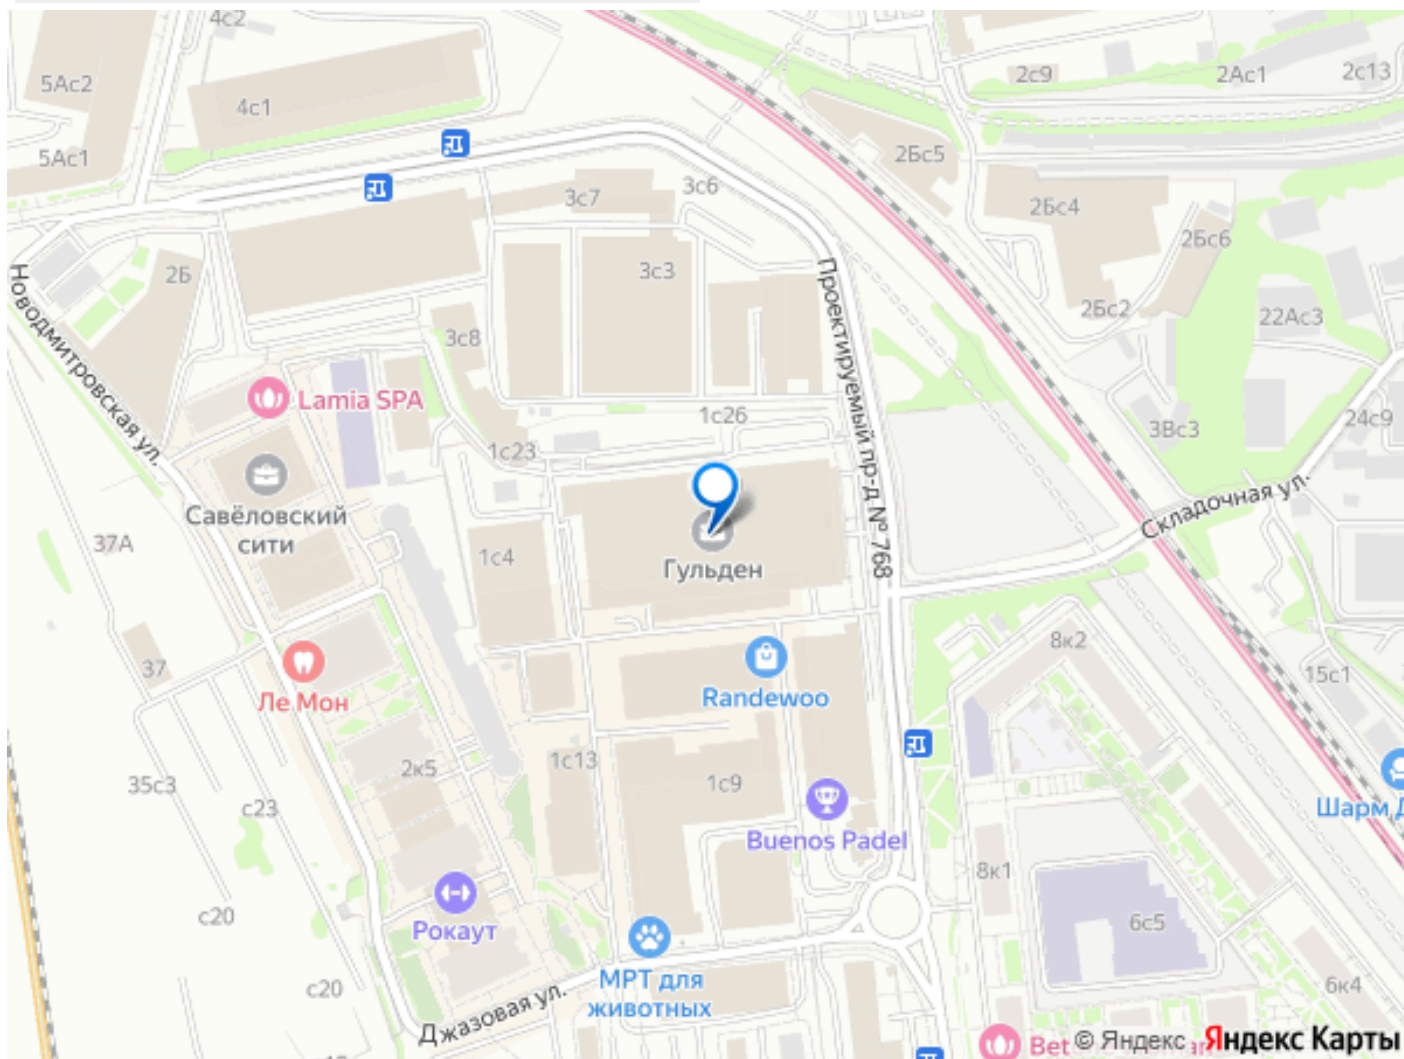 4с2
5Ас2
4с1
2с9
2Ас1
2с13
5Ас1
2Бс5
3с7
3с6
2Бс4
2Бс6
2Б
3с3
2Бс2
22Ас3
3с8
Новодмитровская ул.
Проектируемый пр-д № 768
Lamia SPA
1с26
3Вс3
24с9
1с23
Савёловский
сити
Складочная ул.
37А
1с4
Гульден
8к2
37
Ле Мон
Randewoo
15с1
35с3
2к5
1с13
1с9
с23
Шарм Д
Buenos Padel
8к1
с20
Рокаут
6с5
МРТ для
животных
с20
6к4
Джазовая ул.
Bet
© Яндекс
Яндекс Карты